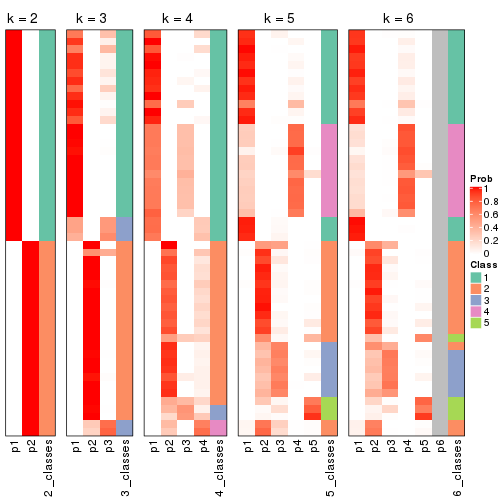 k = 2 k = 3 k = 4 k = 5 k = 6
Prob
1
0.8
0.6
0.4
0.2
0
Class
1
2
3
4
5
p1 p2 2_classes
p1 p2 p3 3_classes
p1 p2 p3 p4 4_classes
p1 p2 p3 p4 p5 5_classes
p1 p2 p3 p4 p5 p6 6_classes